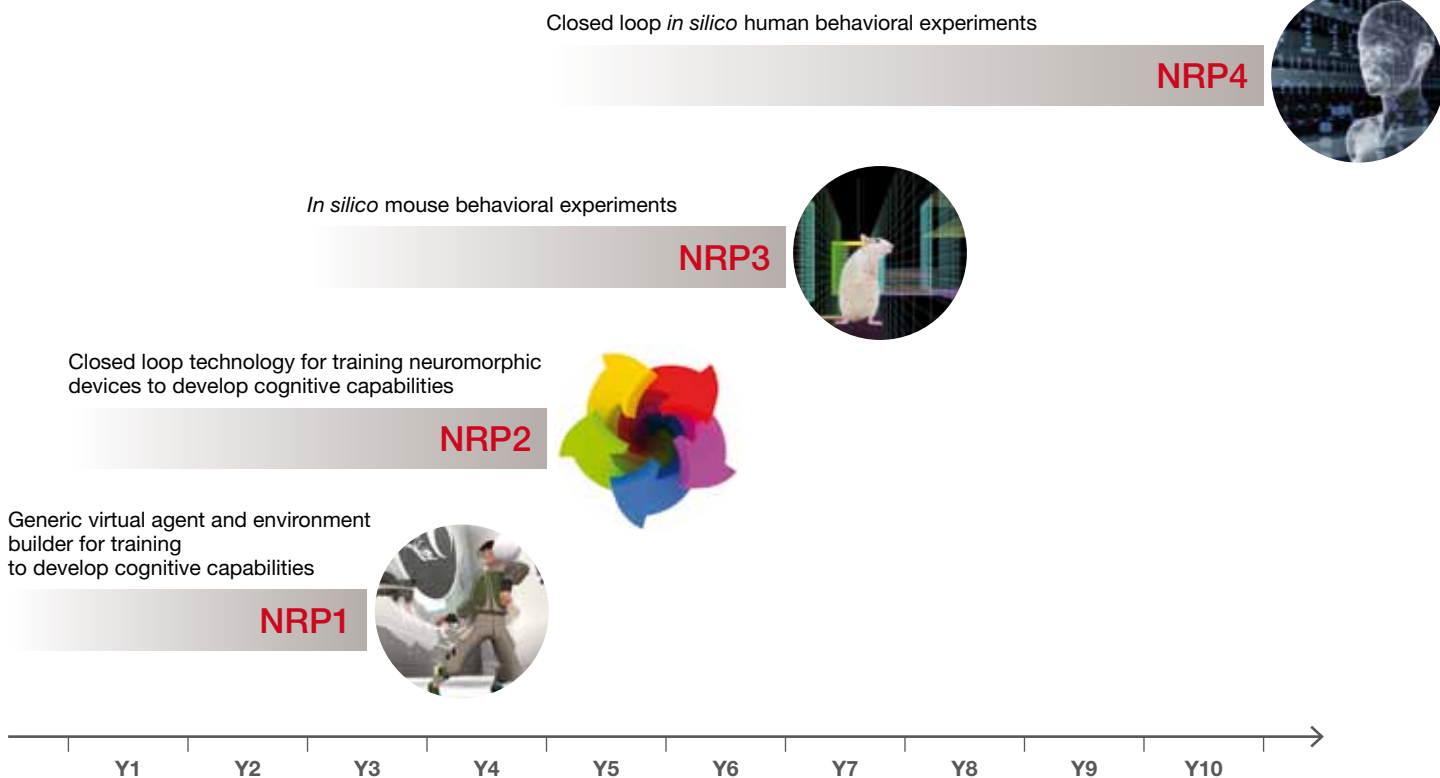 Closed loop in silico human behavioral experiments
NRP4
In silico mouse behavioral experiments
NRP3
Closed loop technology for training neuromorphic
devices to develop cognitive capabilities
NRP2
Generic virtual agent and environment
builder for training
to develop cognitive capabilities
NRP1
Y1 Y2 Y3 Y4 Y5 Y6 Y7 Y8 Y9 Y10